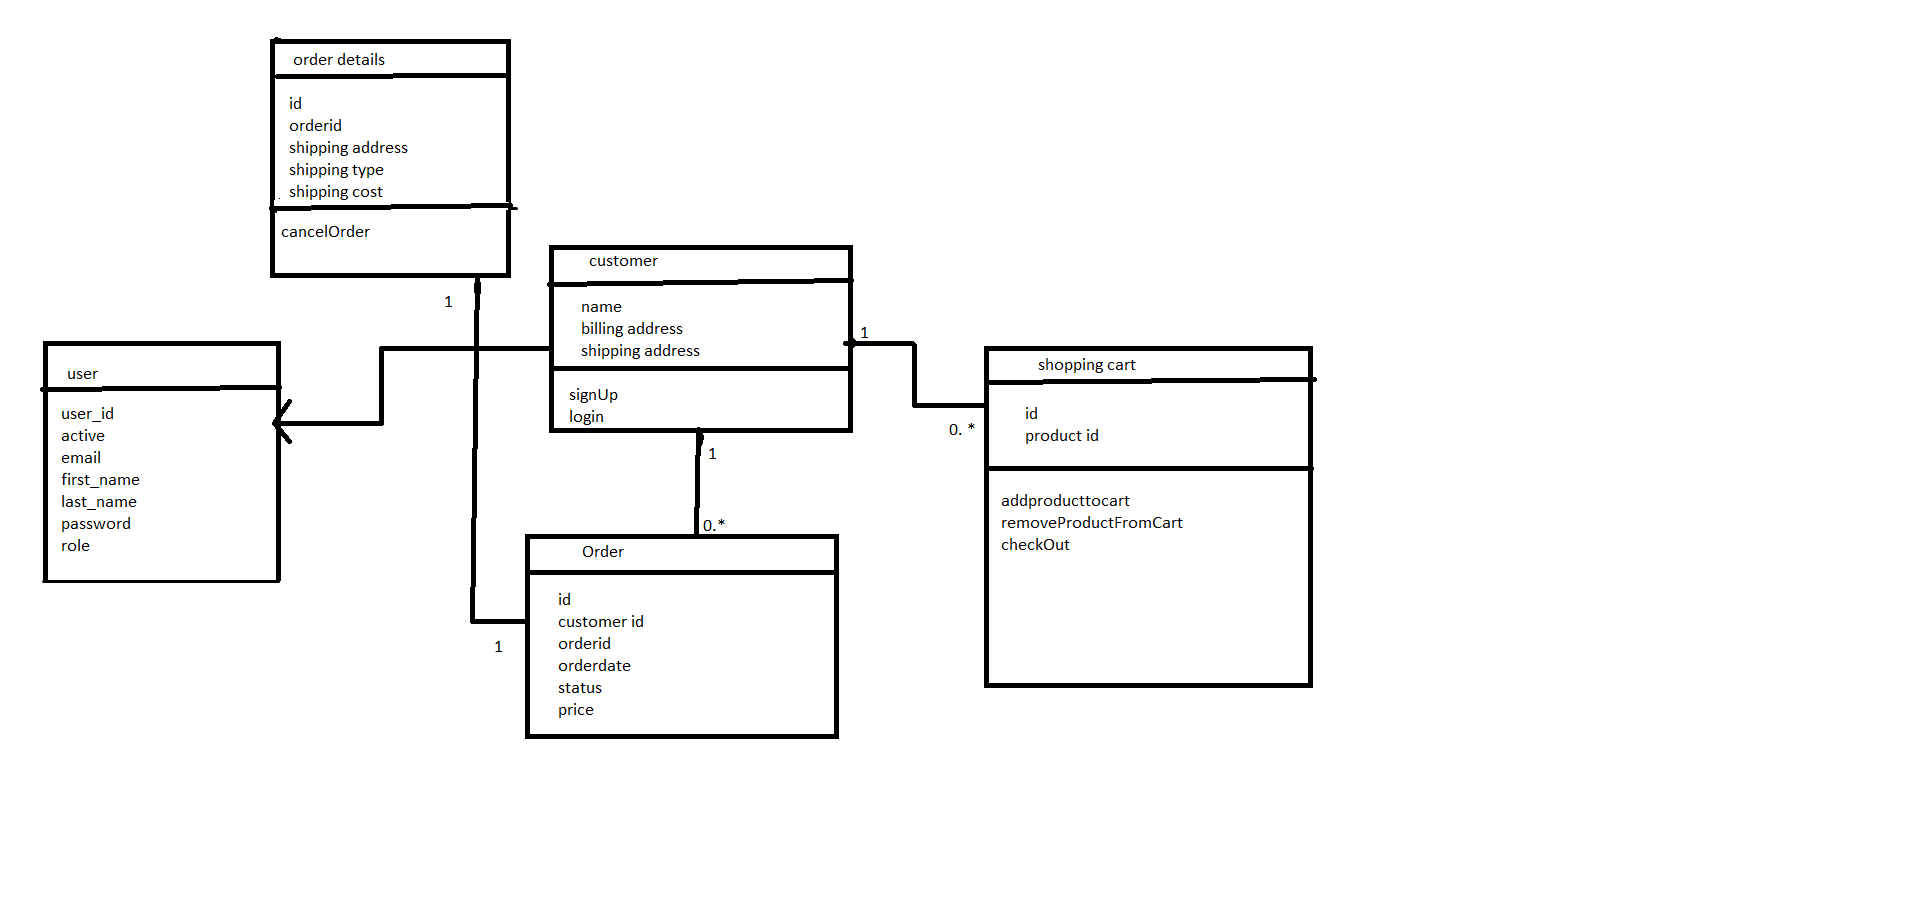 order details
id
orderid
shipping address
shipping type
shipping cost
cancelOrder
1
customer
name
billing address
shipping address
signUp
login
1
1
0. *
user
user_id
active
email
first_name
last_name
password
role
shopping cart
id
product id
addproducttocart
removeProductFromCart
checkOut
0.*
1
Order
id
customer id
orderid
orderdate
status
price